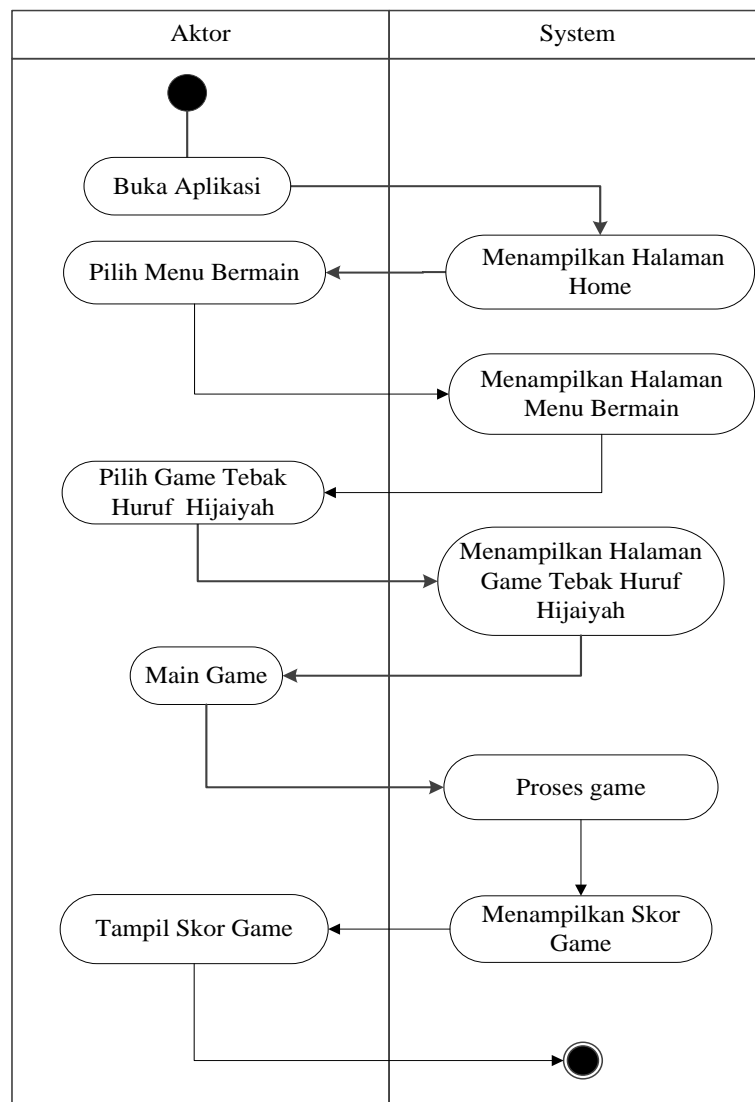 Aktor
System
Buka Aplikasi
Menampilkan Halaman
Home
Pilih Menu Bermain
Menampilkan Halaman
Menu Bermain
Pilih Game Tebak
Huruf  Hijaiyah
Menampilkan Halaman
Game Tebak Huruf
Hijaiyah
Main Game
Proses game
Menampilkan Skor
Game
Tampil Skor Game